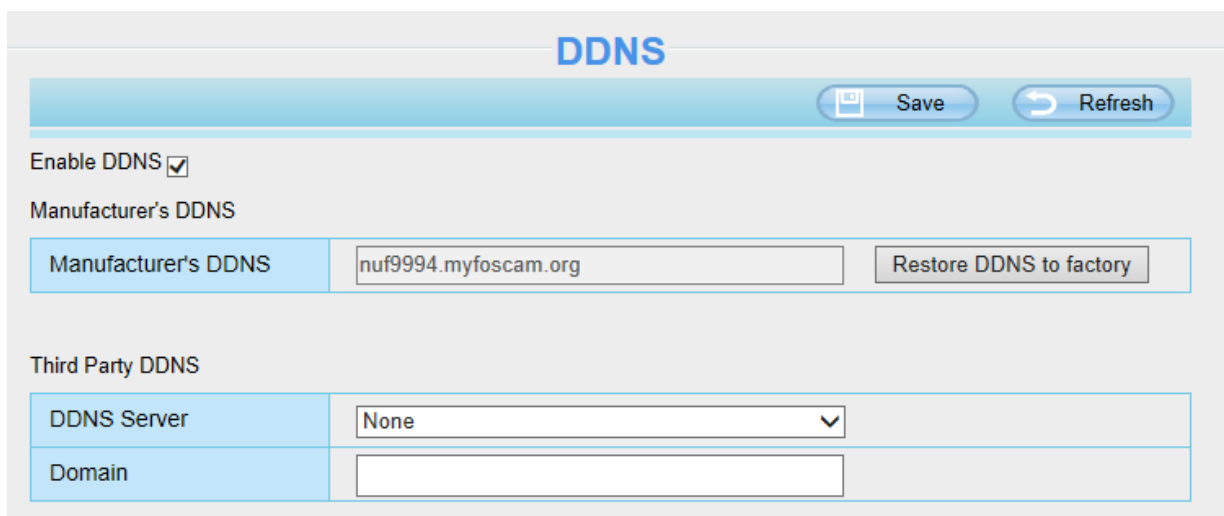 DDNS
Save Refresh
Enable DDNS
Manufacturer's DDNS
Manufacturer's DDNS nuf9994.myfoscam.org Restore DDNS to factory
Third Party DDNS
DDNS Server None
Domain